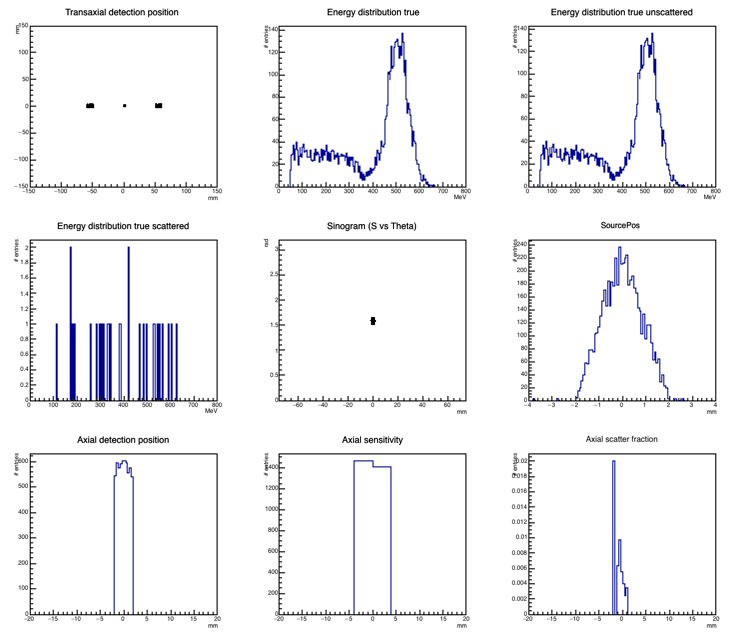 Transaxial detection position
mm
150
100
50
0
−50
−100
−150
−150 −100 −50 0 50 100 150
mm
Energy distribution true
# entries
140
120
100
80
60
40
20
0
0 100 200 300 400 500 600 700 800
MeV
Energy distribution true unscattered
# entries
140
120
100
80
60
40
20
0
0 100 200 300 400 500 600 700 800
MeV
Energy distribution true scattered
# entries
2
1.8
1.6
1.4
1.2
1
0.8
0.6
0.4
0.2
0
0 100 200 300 400 500 600 700 800
MeV
Sinogram (S vs Theta)
rad
3
2.5
2
1.5
1
0.5
0
−60 −40 −20 0 20 40 60
mm
SourcePos
# entries
240
220
200
180
160
140
120
100
80
60
40
20
0
−4 −3 −2 −1 0 1 2 3 4
mm
Axial detection position
# entries
600
500
400
300
200
100
0
−20 −15 −10 −5 0 5 10 15 20
mm
Axial sensitivity
# entries
1400
1200
1000
800
600
400
200
0
−20 −15 −10 −5 0 5 10 15 20
mm
Axial scatter fraction
# entries
0.02
0.018
0.016
0.014
0.012
0.01
0.008
0.006
0.004
0.002
0
−20 −15 −10 −5 0 5 10 15 20
mm